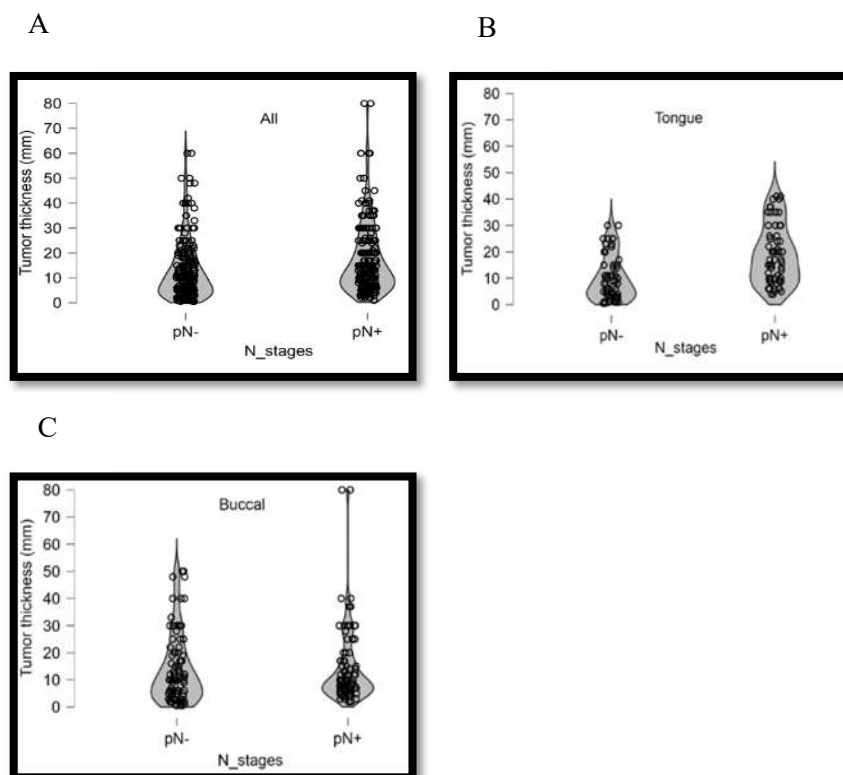 A
Tumor thickness (mm)
80
70
60
50
40
30
20
10
0
All
pN-
pN+
N_stages
B
Tumor thickness (mm)
80
70
60
50
40
30
20
10
0
Tongue
pN-
pN+
N_stages
C
Tumor thickness (mm)
80
70
60
50
40
30
20
10
0
Buccal
pN-
pN+
N_stages